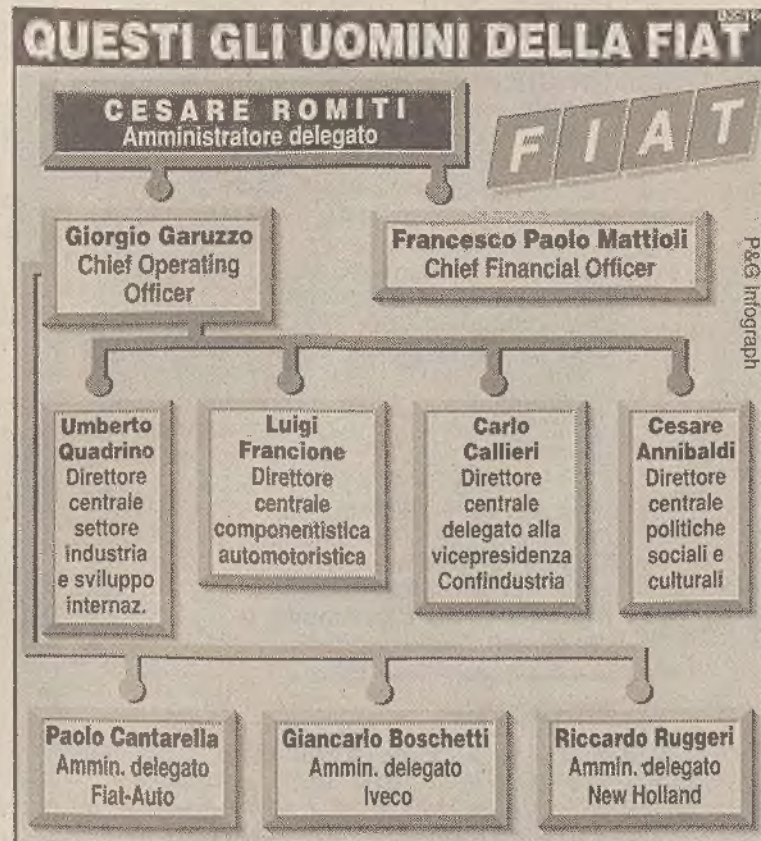 QUESTI GLI UOMINI DELLA FIAT
CESARE ROMITI
Amministratore delegato
FIAT
Giorgio Garuzzo
Chief Operating
Officer
Francesco Paolo Mattioli
Chief Financial Officer
P&G Infograph
Umberto
Quadrino
Direttore
centrale
settore
industria
e sviluppo
internaz.
Luigi
Francione
Direttore
centrale
componentistica
automotoristica
Carlo
Callieri
Direttore
centrale
delegato alla
vicepresidenza
Confindustria
Cesare
Annibaldi
Direttore
centrale
politiche
sociali e
culturali
Paolo Cantarella
Ammin. delegato
Fiat-Auto
Giancarlo Boschetti
Ammin. delegato
Iveco
Riccardo Ruggeri
Ammin. delegato
New Holland